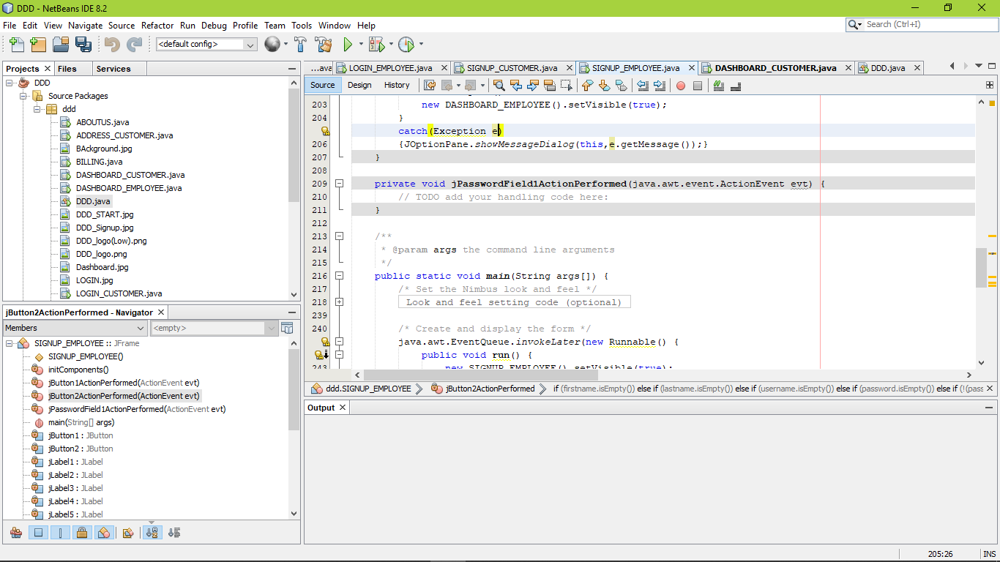 DDD - NetBeans IDE 8.2
File Edit View Navigate Source Refactor Run Debug Profile Team Tools Window Help
Search (Ctrl+I)
<default config>
Projects Files Services
DDD
Source Packages
ddd
ABOUTUS.java
ADDRESS_CUSTOMER.java
BAckground.jpg
BILLING.java
DASHBOARD_CUSTOMER.java
DASHBOARD_EMPLOYEE.java
DDD.java
DDD_START.jpg
DDD_Signup.jpg
DDD_logo(Low).png
DDD_logo.png
Dashboard.jpg
LOGIN.jpg
LOGIN_CUSTOMER.java
jButton2ActionPerformed - Navigator
Members <empty>
SIGNUP_EMPLOYEE :: JFrame
SIGNUP_EMPLOYEE()
initComponents()
jButton1ActionPerformed(ActionEvent evt)
jButton2ActionPerformed(ActionEvent evt)
jPasswordField1ActionPerformed(ActionEvent evt)
main(String[] args)
jButton1 : JButton
jButton2 : JButton
jLabel1 : JLabel
jLabel2 : JLabel
jLabel3 : JLabel
jLabel4 : JLabel
jLabel5 : JLabel
...ava LOGIN_EMPLOYEE.java SIGNUP_CUSTOMER.java SIGNUP_EMPLOYEE.java DASHBOARD_CUSTOMER.java DDD.java
Source Design History
203 new DASHBOARD_EMPLOYEE().setVisible(true);
204 }
catch(Exception e)
206 {JOptionPane.showMessageDialog(this,e.getMessage());}
207 }
208
209 private void jPasswordField1ActionPerformed(java.awt.event.ActionEvent evt) {
210 // TODO add your handling code here:
211 }
212
213 /**
214 * @param args the command line arguments
215 */
216 public static void main(String args[]) {
217 /* Set the Nimbus look and feel */
218 Look and feel setting code (optional)
239
240 /* Create and display the form */
java.awt.EventQueue.invokeLater(new Runnable() {
public void run() {
243 new SIGNUP_EMPLOYEE().setVisible(true);
ddd.SIGNUP_EMPLOYEE jButton2ActionPerformed if (firstname.isEmpty()) else if (lastname.isEmpty()) else if (username.isEmpty()) else if (password.isEmpty()) else if (!(pass
Output
205:26 INS